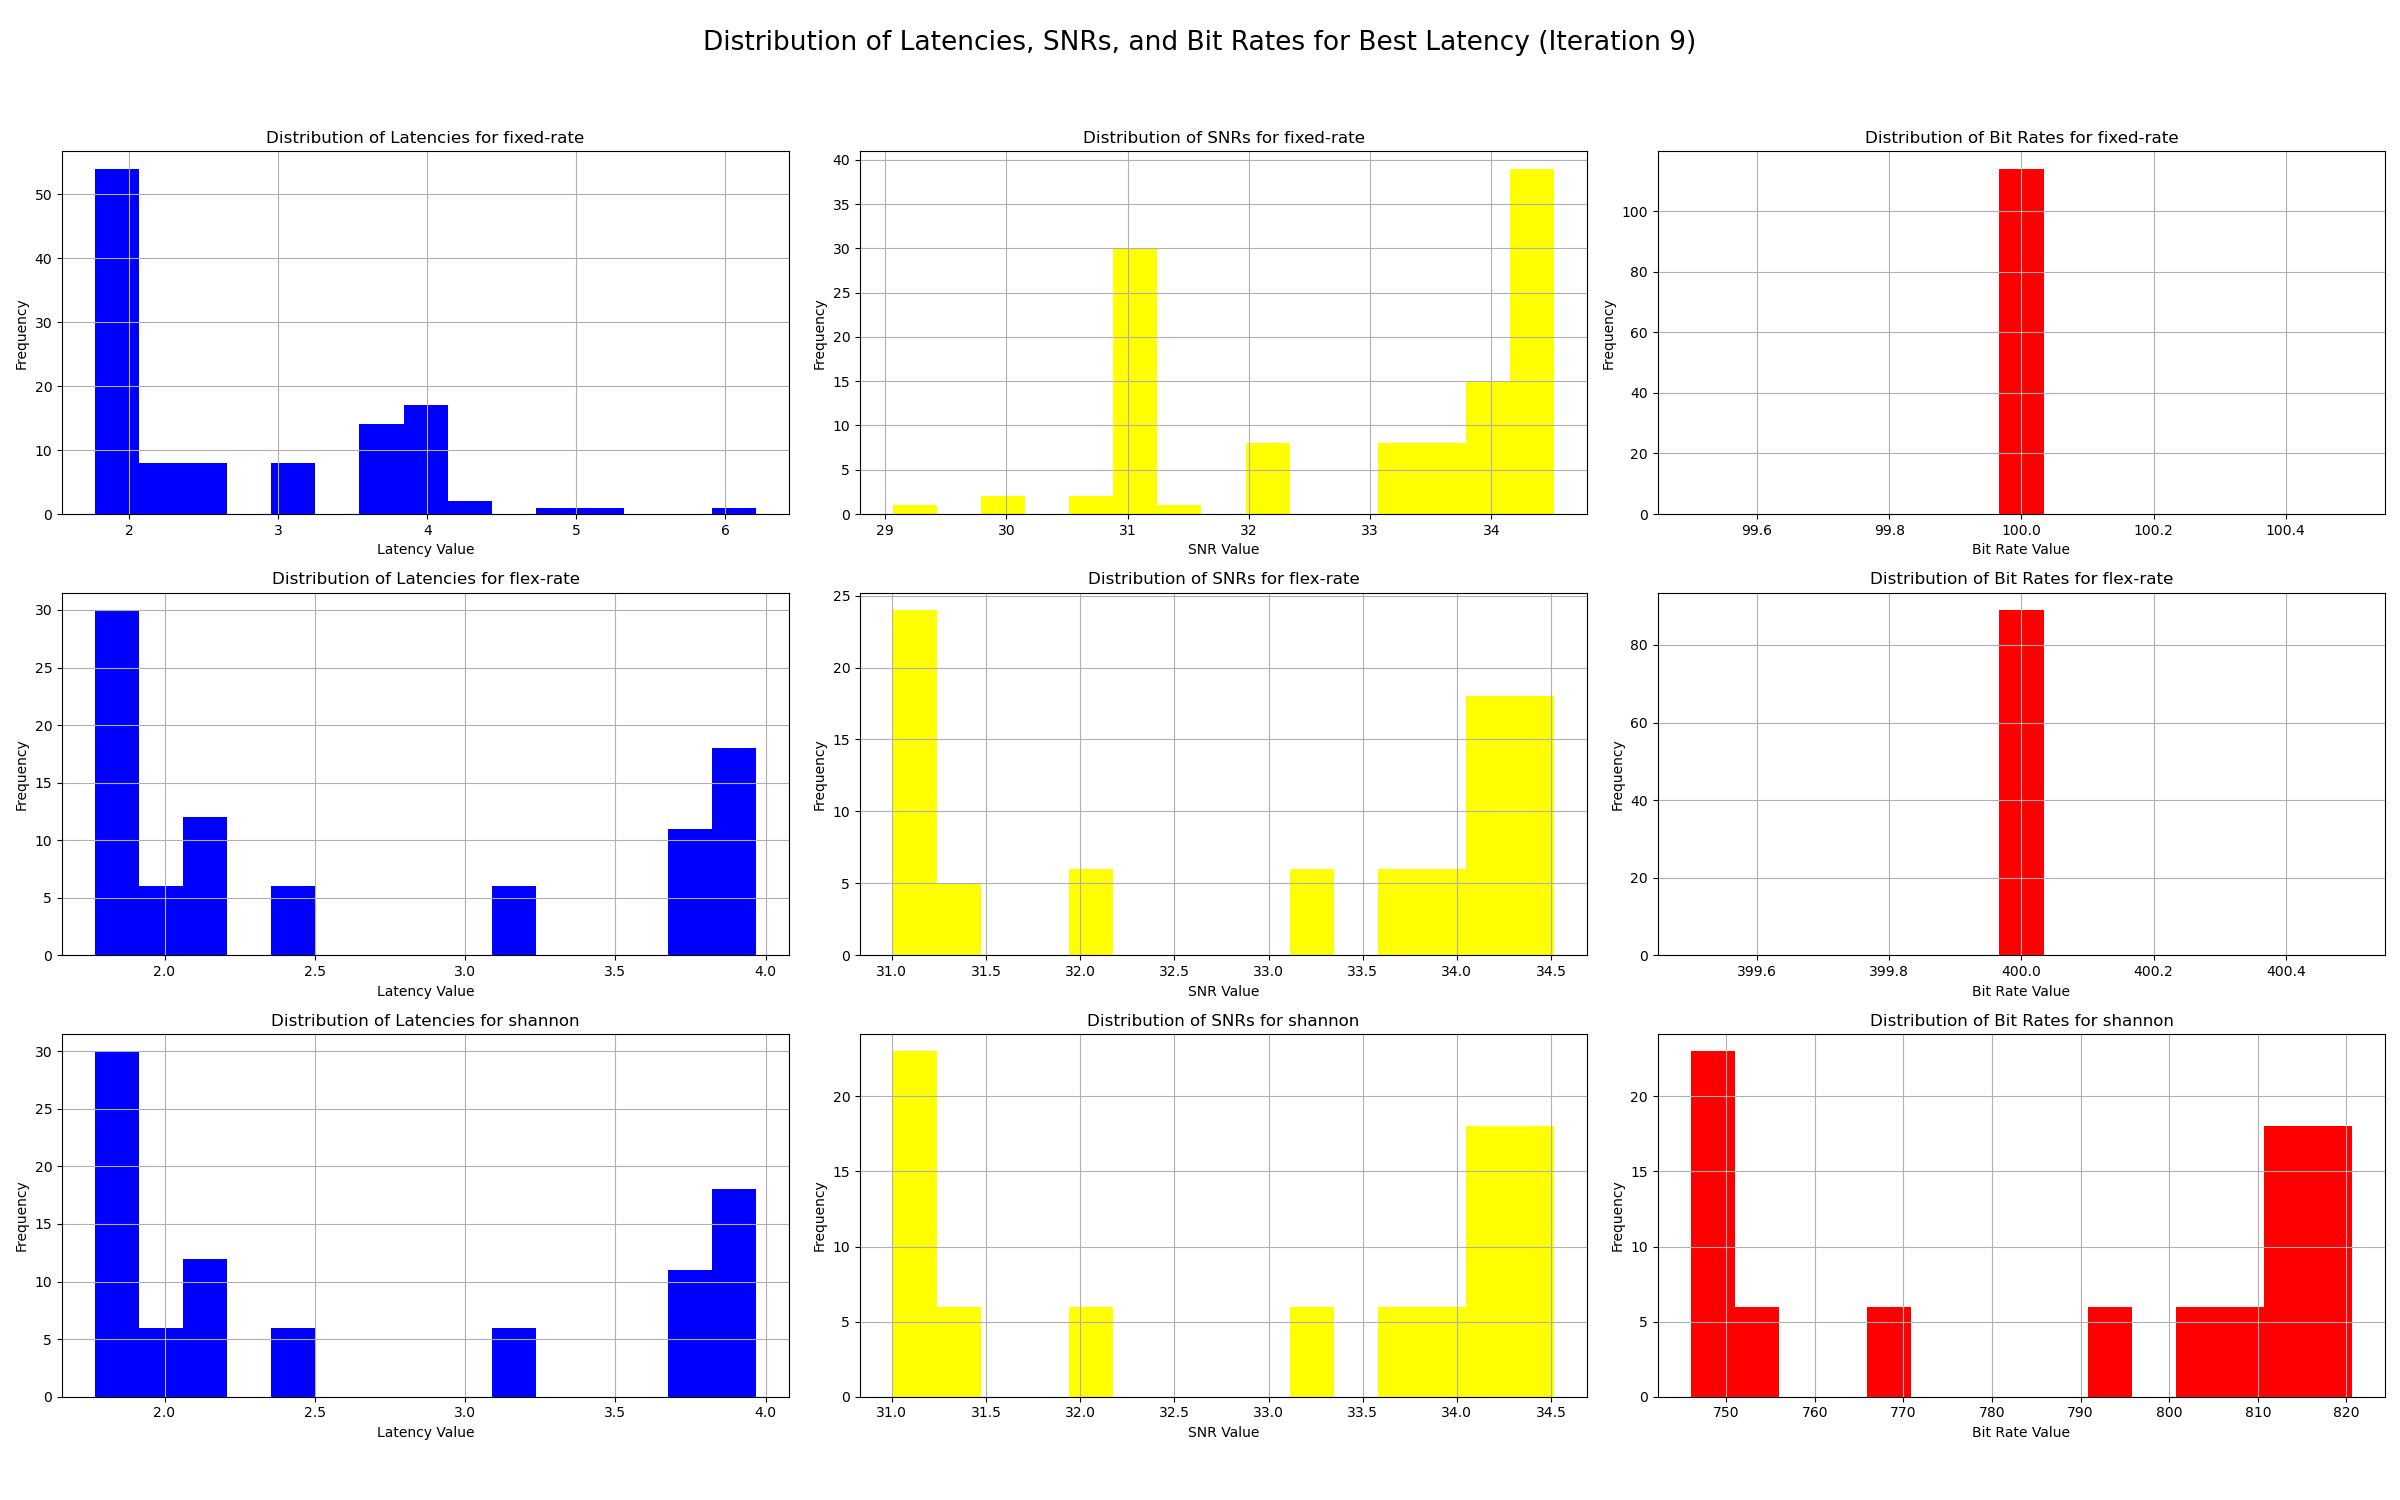 Distribution of Latencies, SNRs, and Bit Rates for Best Latency (Iteration 9)
Distribution of Latencies for fixed-rate
Frequency
50
40
30
20
10
0
2 3 4 5 6
Latency Value
Distribution of SNRs for fixed-rate
Frequency
40
35
30
25
20
15
10
5
0
29 30 31 32 33 34
SNR Value
Distribution of Bit Rates for fixed-rate
Frequency
100
80
60
40
20
0
99.6 99.8 100.0 100.2 100.4
Bit Rate Value
Distribution of Latencies for flex-rate
Frequency
30
25
20
15
10
5
0
2.0 2.5 3.0 3.5 4.0
Latency Value
Distribution of SNRs for flex-rate
Frequency
25
20
15
10
5
0
31.0 31.5 32.0 32.5 33.0 33.5 34.0 34.5
SNR Value
Distribution of Bit Rates for flex-rate
Frequency
80
60
40
20
0
399.6 399.8 400.0 400.2 400.4
Bit Rate Value
Distribution of Latencies for shannon
Frequency
30
25
20
15
10
5
0
2.0 2.5 3.0 3.5 4.0
Latency Value
Distribution of SNRs for shannon
Frequency
20
15
10
5
0
31.0 31.5 32.0 32.5 33.0 33.5 34.0 34.5
SNR Value
Distribution of Bit Rates for shannon
Frequency
20
15
10
5
0
750 760 770 780 790 800 810 820
Bit Rate Value